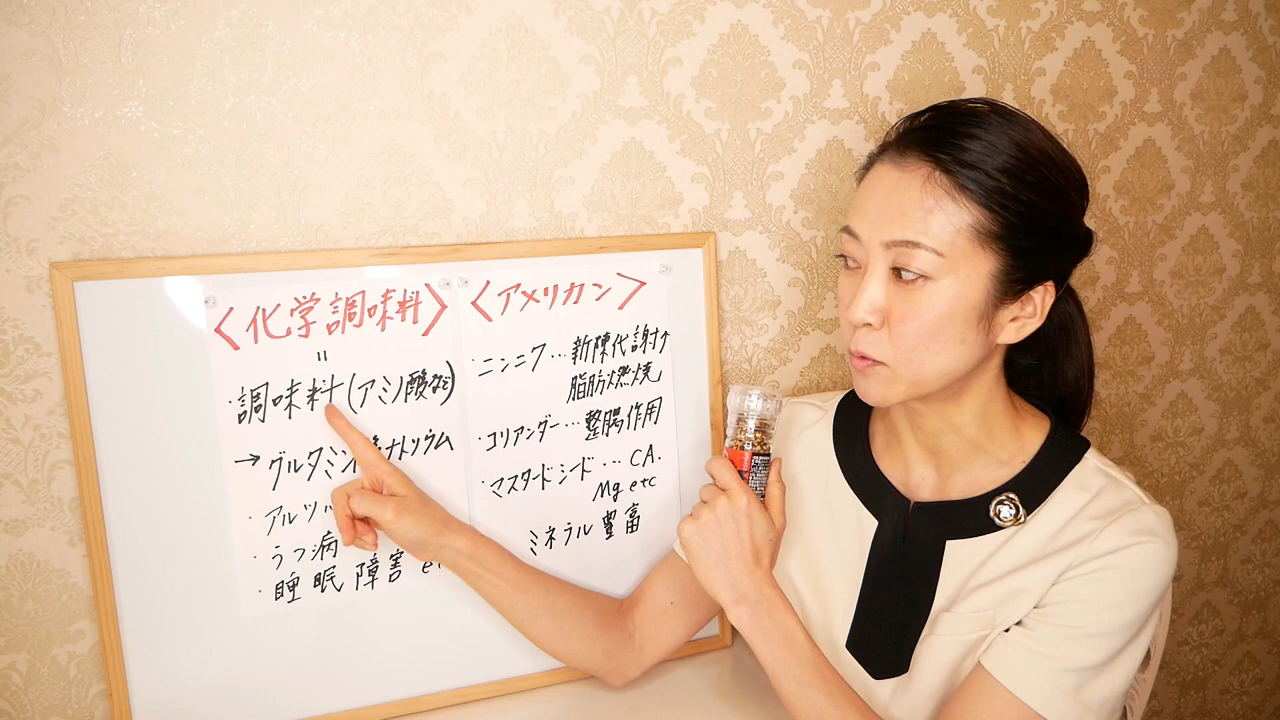 <化学調味料>
"
・調味料(アミノ酸など)
→グルタミン ナトリウム
・アルツ
・うつ病
・睡眠障害
<アメリカン>
・ニンニク…新陳代謝↑
脂肪燃焼
・コリアンダー…整腸作用
・マスタードシード…CA.
Mg etc
ミネラル豊富